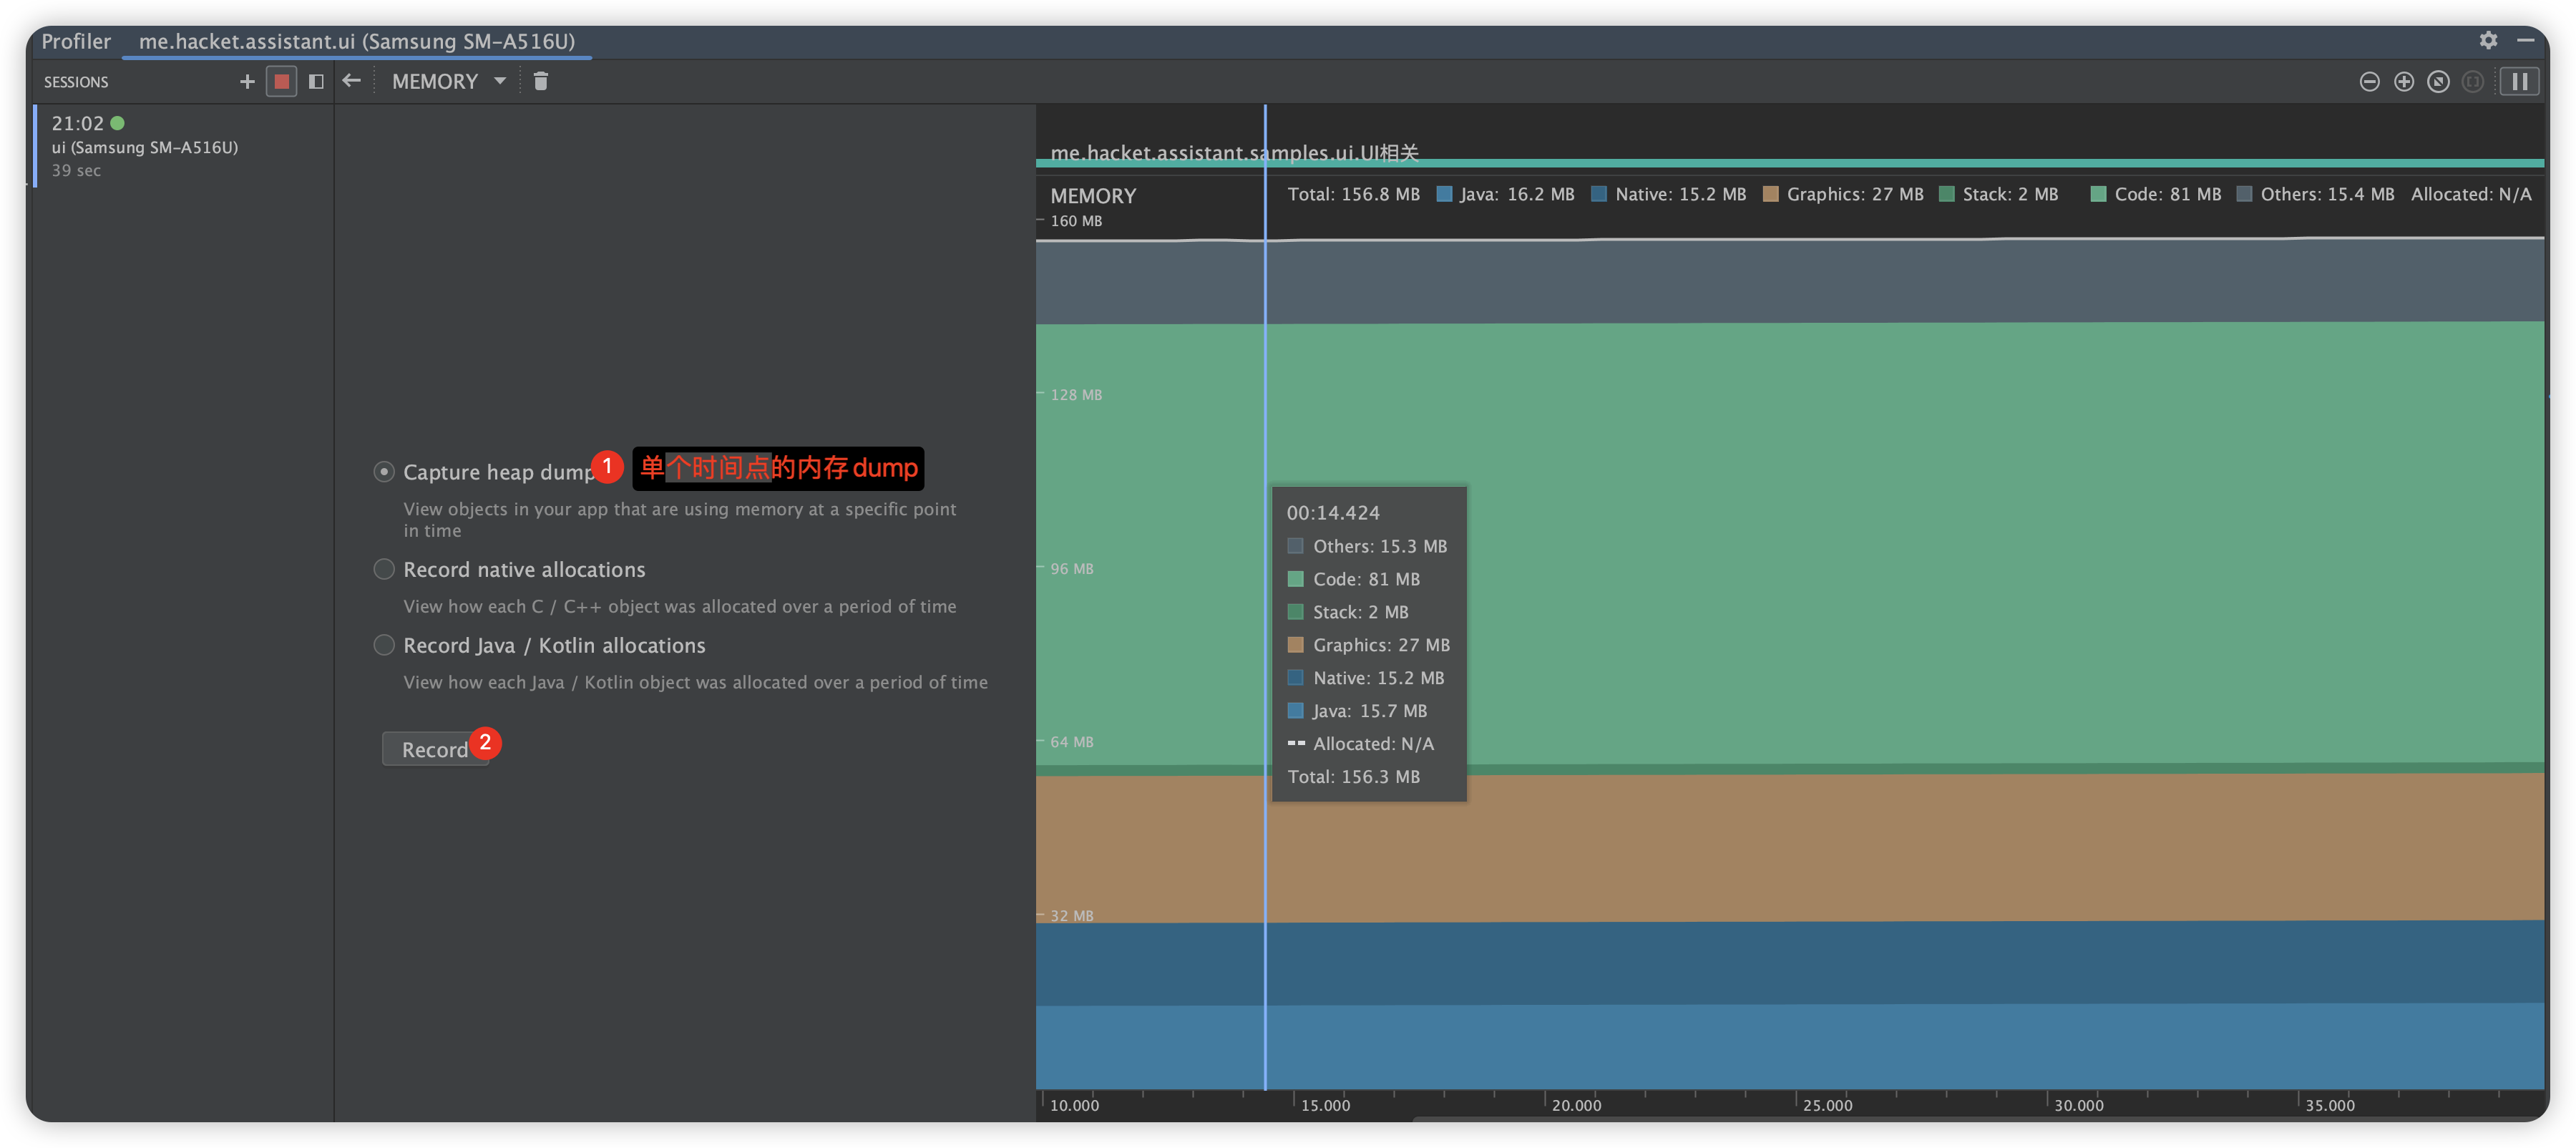 Profiler me.hacket.assistant.ui (Samsung SM-A516U)
SESSIONS MEMORY
21:02
ui (Samsung SM-A516U)
39 sec
Capture heap dump 1 单个时间点的内存dump
View objects in your app that are using memory at a specific point
in time
Record native allocations
View how each C / C++ object was allocated over a period of time
Record Java / Kotlin allocations
View how each Java / Kotlin object was allocated over a period of time
Record 2
me.hacket.assistant.samples.ui.UI相关
MEMORY Total: 156.8 MB Java: 16.2 MB Native: 15.2 MB Graphics: 27 MB Stack: 2 MB Code: 81 MB Others: 15.4 MB Allocated: N/A
160 MB
128 MB
96 MB
64 MB
32 MB
00:14.424
Others: 15.3 MB
Code: 81 MB
Stack: 2 MB
Graphics: 27 MB
Native: 15.2 MB
Java: 15.7 MB
Allocated: N/A
Total: 156.3 MB
10.000 15.000 20.000 25.000 30.000 35.000